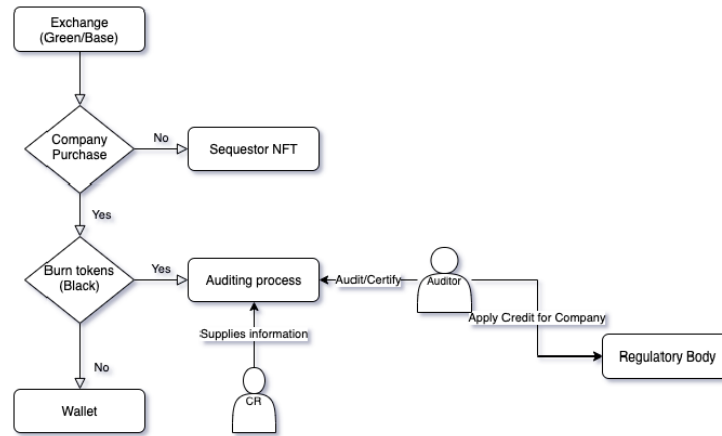 Exchange
(Green/Base)
Company
Purchase
No
Sequestor NFT
Yes
Burn tokens
(Black)
Yes
Auditing process
Audit/Certify
Auditor
Apply Credit for Company
Supplies information
Regulatory Body
No
CR
Wallet